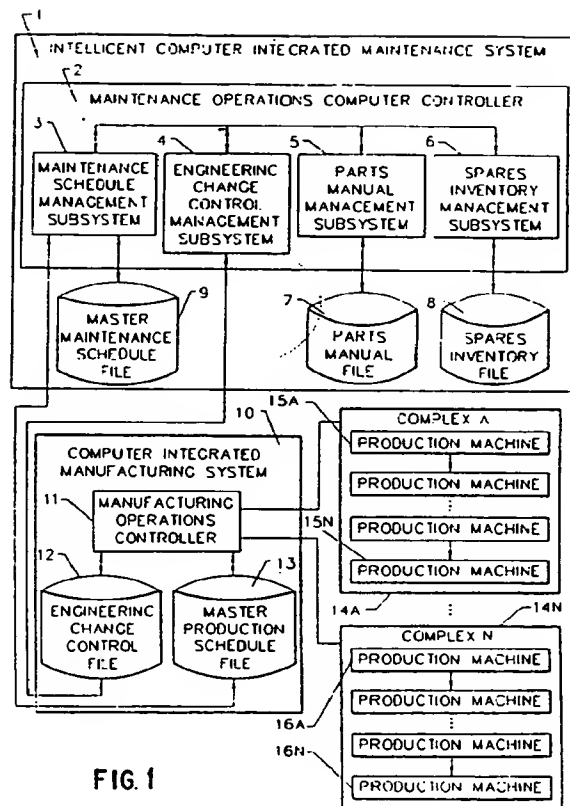 1
INTELLICENT COMPUTER INTEGRATED MAINTENANCE SYSTEM
2
MAINTENANCE OPERATIONS COMPUTER CONTROLLER
3
4
5
6
MAINTENANCE
SCHEDULE
MANAGEMENT
SUBSYSTEM
ENGINEERING
CHANGE
CONTROL
MANAGEMENT
SUBSYSTEM
PARTS
MANUAL
MANAGEMENT
SUBSYSTEM
SPARES
INVENTORY
MANAGEMENT
SUBSYSTEM
9
MASTER
MAINTENANCE
SCHEDULE
FILE
7
PARTS
MANUAL
FILE
8
SPARES
INVENTORY
FILE
10
COMPUTER INTEGRATED
MANUFACTURING SYSTEM
11
MANUFACTURING
OPERATIONS
CONTROLLER
12
ENGINEERING
CHANGE
CONTROL
FILE
13
MASTER
PRODUCTION
SCHEDULE
FILE
15A
COMPLEX A
PRODUCTION MACHINE
PRODUCTION MACHINE
PRODUCTION MACHINE
15N
PRODUCTION MACHINE
14A
14N
COMPLEX N
PRODUCTION MACHINE
16A
PRODUCTION MACHINE
PRODUCTION MACHINE
16N
PRODUCTION MACHINE
FIG. 1